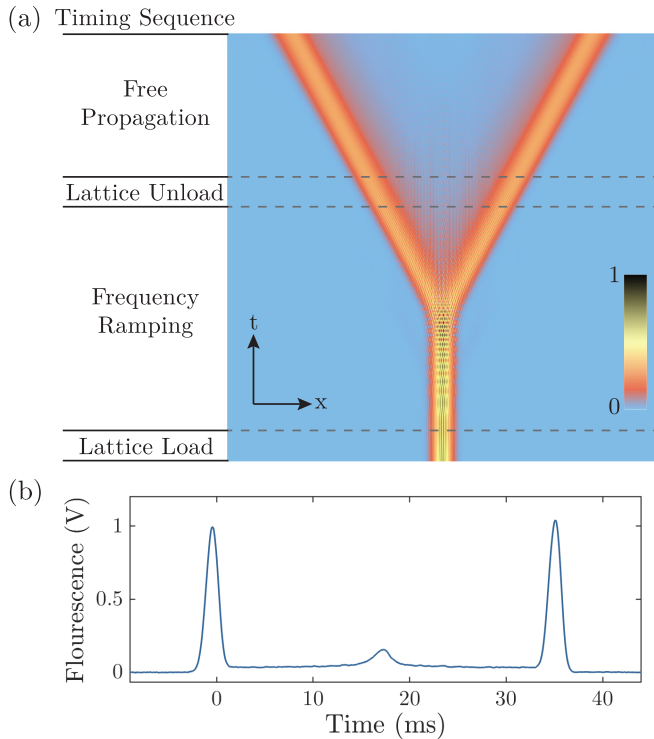 (a) Timing Sequence
Free
Propagation
Lattice Unload
Frequency
Ramping
t
x
1
0
Lattice Load
(b)
Flourescence (V)
1
0.5
0
0 10 20 30 40
Time (ms)